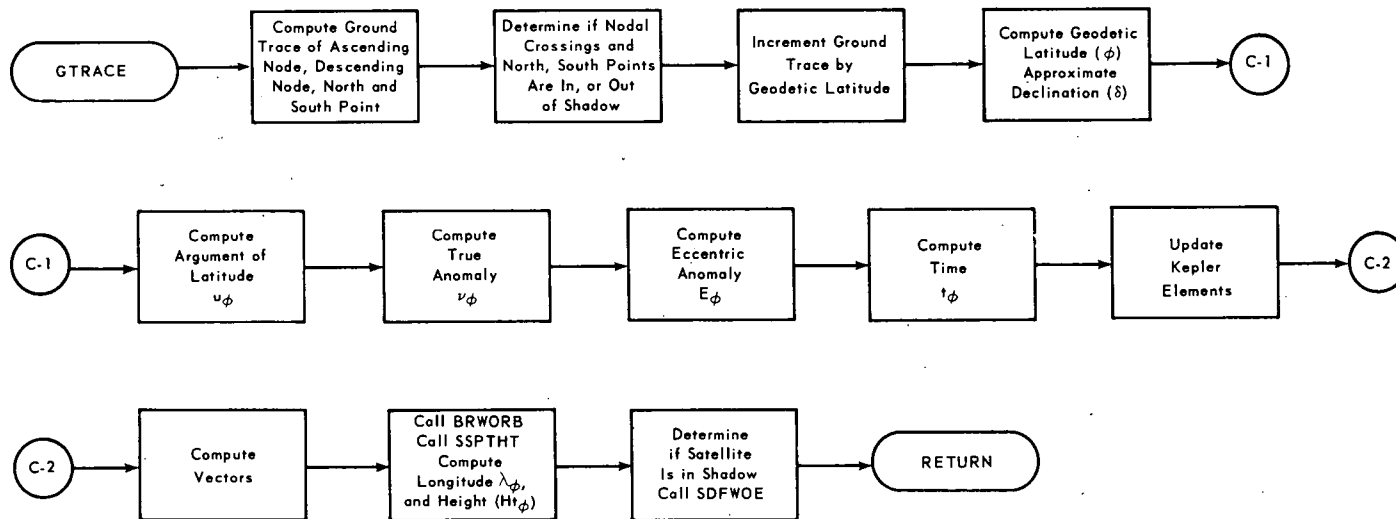 GTRACE
Compute Ground
Trace of Ascending
Node, Descending
Node, North and
South Point
Determine if Nodal
Crossings and
North, South Points
Are In, or Out
of Shadow
Increment Ground
Trace by
Geodetic Latitude
Compute Geodetic
Latitude (ϕ)
Approximate
Declination (δ)
C-1
C-1
Compute
Argument of
Latitude
uϕ
Compute
True
Anomaly
νϕ
Compute
Eccentric
Anomaly
Eϕ
Compute
Time
tϕ
Update
Kepler
Elements
C-2
C-2
Compute
Vectors
Call BRWORB
Call SSPTHT
Compute
Longitude λϕ,
and Height (Htϕ)
Determine
if Satellite
Is in Shadow
Call SDFWOE
RETURN